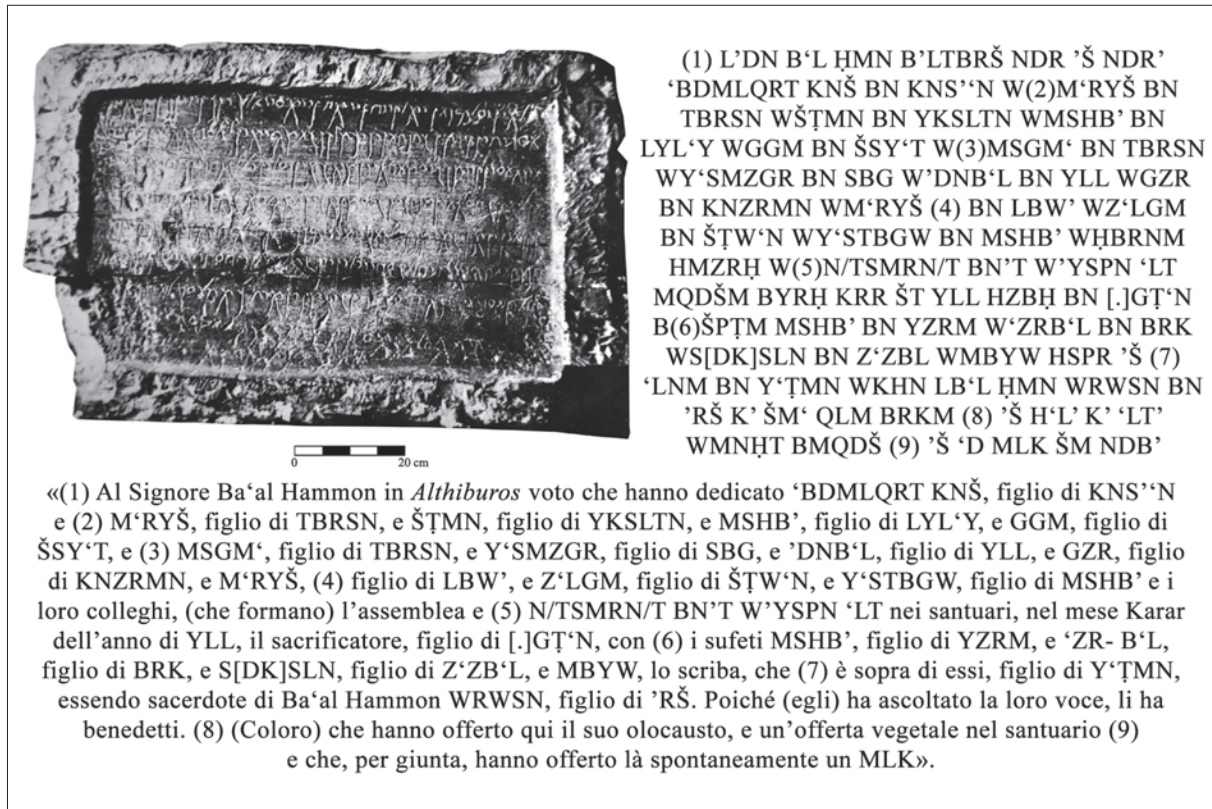 (1) L’DN B‘L ḤMN B’LTBRŠ NDR ’Š NDR’
‘BDMLQRT KNŠ BN KNS’‘N W(2)M‘RYŠ BN
TBRSN WŠṬMN BN YKSLTN WMSHB’ BN
LYL‘Y WGGM BN ŠSY‘T W(3)MSGM‘ BN TBRSN
WY‘SMZGR BN SBG W’DNB‘L BN YLL WGZR
BN KNZRMN WM‘RYŠ (4) BN LBW’ WZ‘LGM
BN ŠṬW‘N WY‘STBGW BN MSHB’ WḤBRNM
HMZRḤ W(5)N/TSMRN/T BN’T W’YSPN ‘LT
MQDŠM BYRḤ KRR ŠT YLL HZBḤ BN [.]GṬ‘N
B(6)ŠPṬM MSHB’ BN YZRM W‘ZRB‘L BN BRK
WS[DK]SLN BN Z‘ZBL WMBYW HSPR ’Š (7)
‘LNM BN Y‘ṬMN WKHN LB‘L ḤMN WRWSN BN
’RŠ K’ ŠM‘ QLM BRKM (8) ’Š H‘L’ K’ ‘LT’
WMNḤT BMQDŠ (9) ’Š ‘D MLK ŠM NDB’
0 20 cm
«(1) Al Signore Ba‘al Hammon in Althiburos voto che hanno dedicato ‘BDMLQRT KNŠ, figlio di KNS’‘N
e (2) M‘RYŠ, figlio di TBRSN, e ŠṬMN, figlio di YKSLTN, e MSHB’, figlio di LYL‘Y, e GGM, figlio di
ŠSY‘T, e (3) MSGM‘, figlio di TBRSN, e Y‘SMZGR, figlio di SBG, e ’DNB‘L, figlio di YLL, e GZR, figlio
di KNZRMN, e M‘RYŠ, (4) figlio di LBW’, e Z‘LGM, figlio di ŠṬW‘N, e Y‘STBGW, figlio di MSHB’ e i
loro colleghi, (che formano) l’assemblea e (5) N/TSMRN/T BN’T W’YSPN ‘LT nei santuari, nel mese Karar
dell’anno di YLL, il sacrificatore, figlio di [.]GṬ‘N, con (6) i sufeti MSHB’, figlio di YZRM, e ‘ZR- B‘L,
figlio di BRK, e S[DK]SLN, figlio di Z‘ZB‘L, e MBYW, lo scriba, che (7) è sopra di essi, figlio di Y‘ṬMN,
essendo sacerdote di Ba‘al Hammon WRWSN, figlio di ’RŠ. Poiché (egli) ha ascoltato la loro voce, li ha
benedetti. (8) (Coloro) che hanno offerto qui il suo olocausto, e un’offerta vegetale nel santuario (9)
e che, per giunta, hanno offerto là spontaneamente un MLK».